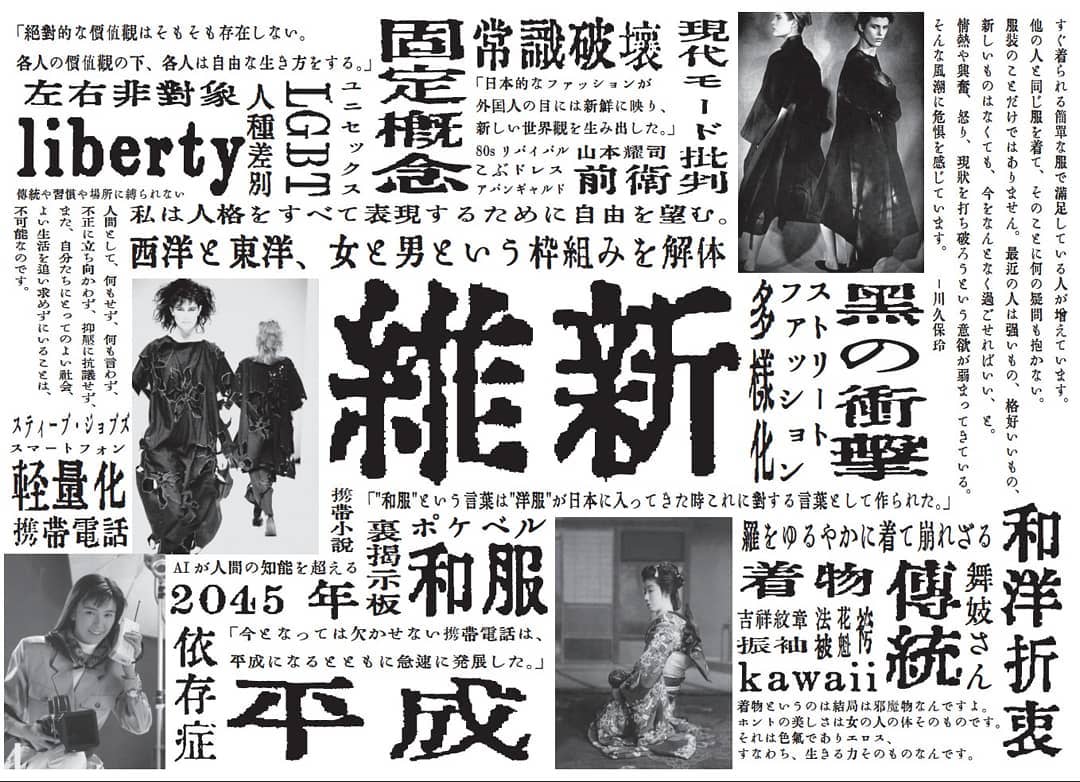 「絕對的な價値觀はそもそも存在しない。
各人の價値觀の下、各人は自由な生き方をする。」
左右非對象
liberty
人種差別
LGBT
ユニセックス
傳統や習慣や場所に縛られない
固定概念
常識破壞
「日本的なファッションが
外国人の目には新鮮に映り、
新しい世界觀を生み出した。」
80s リバイバル
こぶドレス
アバンギャルド
山本耀司
前衛
現代モード批判
私は人格をすべて表現するために自由を望む。
西洋と東洋、女と男という枠組みを解体
すぐ着られる簡單な服で滿足している人が增えています。
他の人と同じ服を着て、そのことに何の疑問も抱かない。
服装のことだけではありません。最近の人は强いもの、格好いいもの、
新しいものはなくても、今をなんとなく過ごせればいい、と。
情熱や興奮、怒り、現狀を打ち破ろうという意欲が弱まってきている。
そんな風潮に危惧を感じています。　ー川久保玲
人間として、何もせず、何も言わず、
不正に立ち向かわず、抑壓に抗議せず、
また、自分たちにとってのよい社会、
よい生活を追い求めずにいることは、
不可能なのです。
維新
ストリート
ファッション
多樣化
黑の衝擊
スティーブ・ジョブズ
スマートフォン
軽量化
携帯電話
携帯小説
「"和服"という言葉は"洋服"が日本に入ってきた時これに對する言葉として作られた。」
裏掲示板
ポケベル
和服
AIが人間の知能を超える
2045年
依存症
「今となっては欠かせない携帯電話は、
平成になるとともに急速に発展した。」
平成
羅をゆるやかに着て崩れざる
着物
吉祥紋章
振袖
法被
花魁
傳統
舞妓さん
kawaii
和洋折衷
着物というのは結局は邪魔物なんですよ。
ホントの美しさは女の人の体そのものです。
それは色氣でありエロス、
すなわち、生きる力そのものなんです。